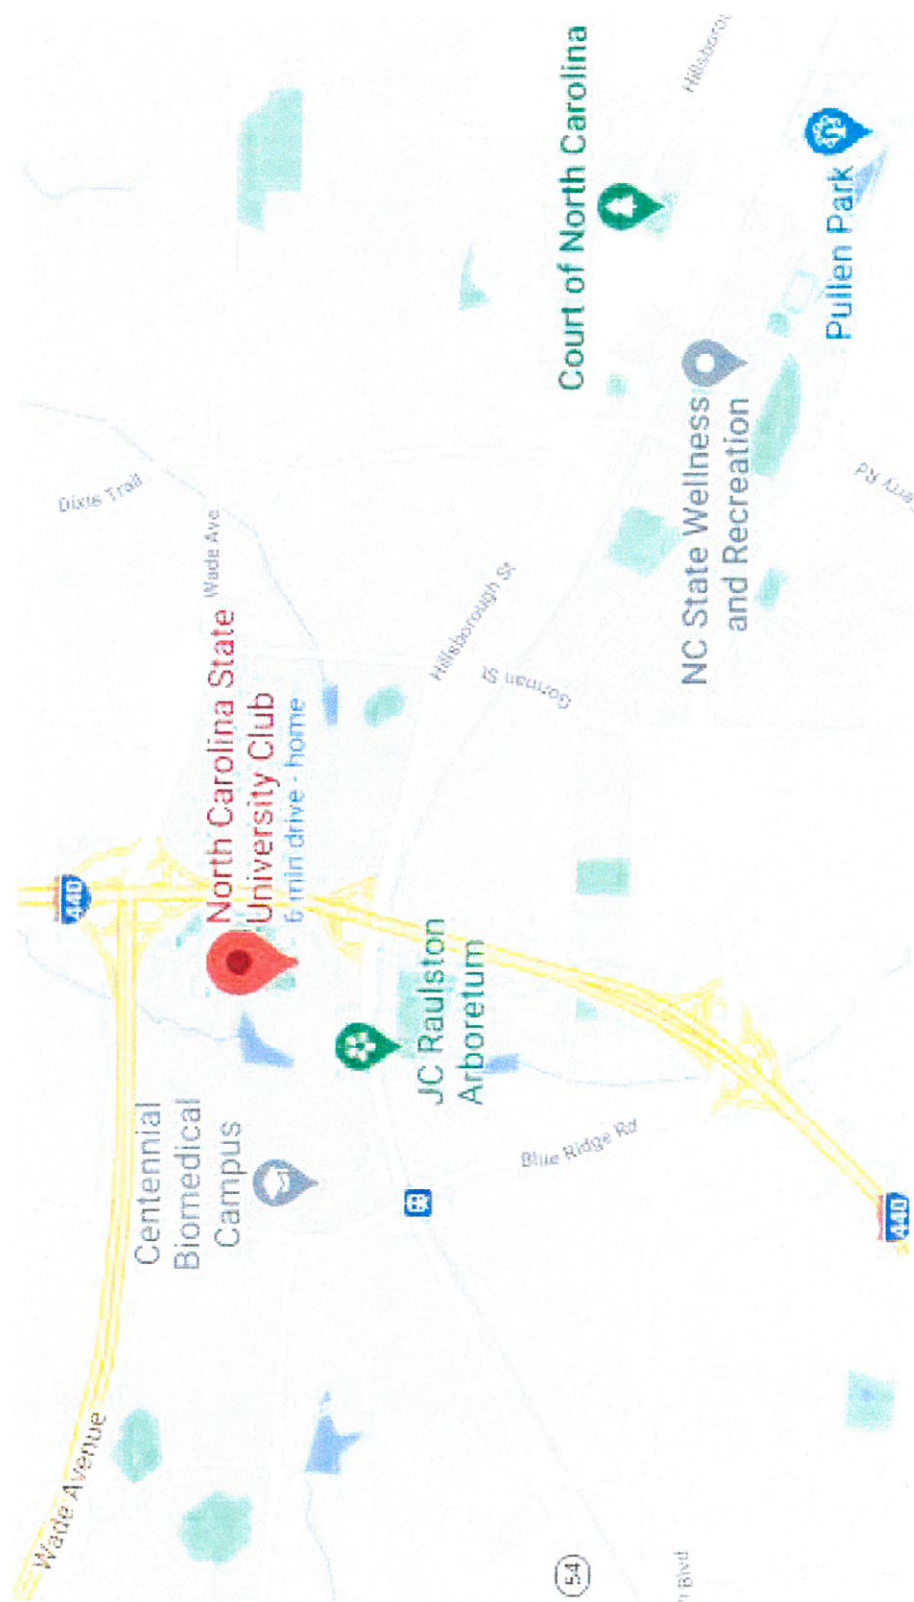 440
Wade Avenue
Centennial
Biomedical
Campus
North Carolina State
University Club
6 min drive - home
Wade Ave
Dixie Trail
JC Raulston
Arboretum
Hillsborough St
Gorman St
Blue Ridge Rd
Court of North Carolina
NC State Wellness
and Recreation
Pullen Park
440
54